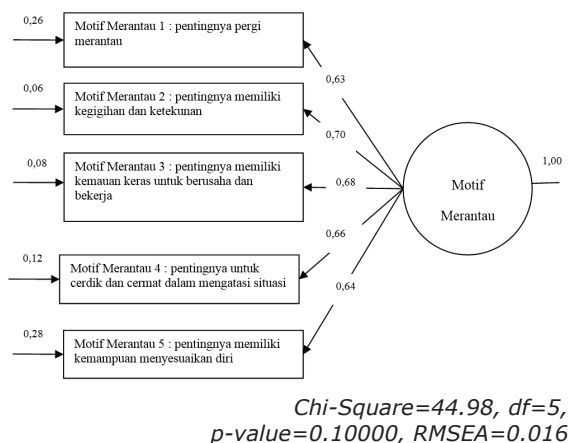 0,26
Motif Merantau 1 : pentingnya pergi
merantau
0,63
0,06
Motif Merantau 2 : pentingnya memiliki
kegigihan dan ketekunan
0,70
0,08
Motif Merantau 3 : pentingnya memiliki
kemauan keras untuk berusaha dan
bekerja
0,68
Motif
Merantau
1,00
0,12
Motif Merantau 4 : pentingnya untuk
cerdik dan cermat dalam mengatasi situasi
0,66
0,28
Motif Merantau 5 : pentingnya memiliki
kemampuan menyesuaikan diri
0,64
Chi-Square=44.98, df=5,
p-value=0.10000, RMSEA=0.016